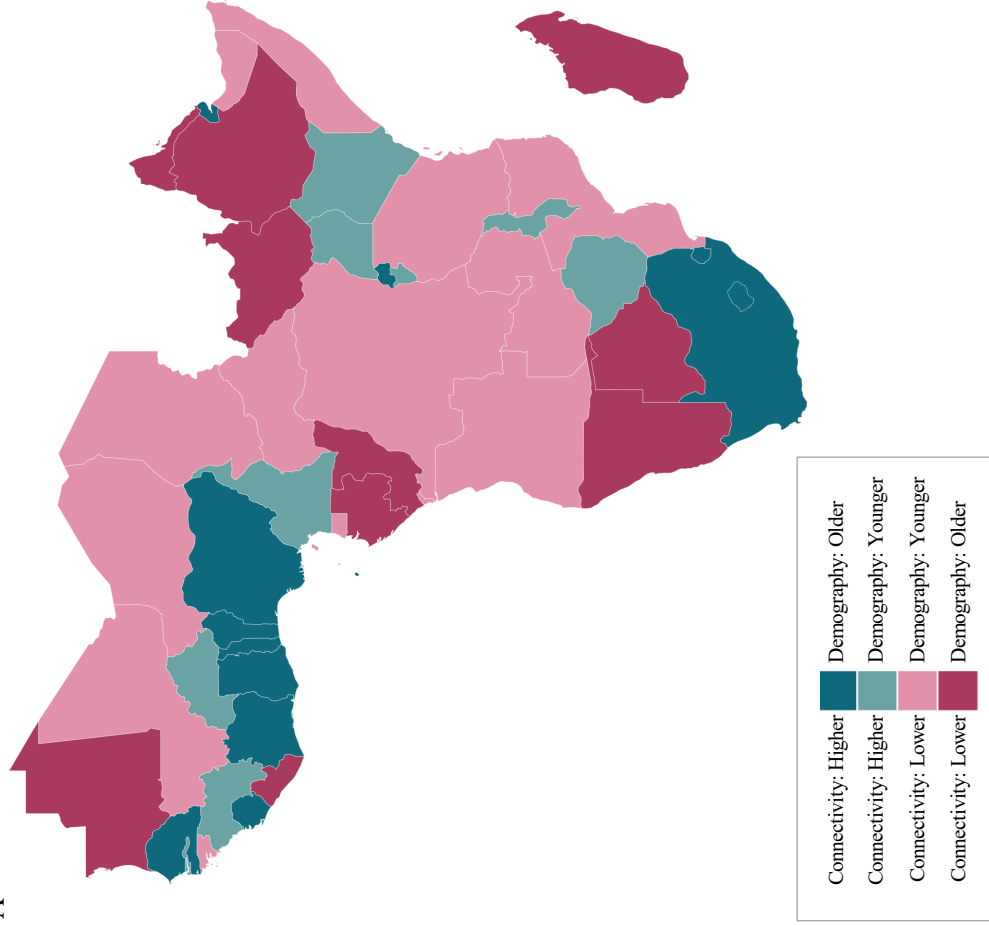 Connectivity: Higher Demography: Older
Connectivity: Higher Demography: Younger
Connectivity: Lower Demography: Younger
Connectivity: Lower Demography: Older